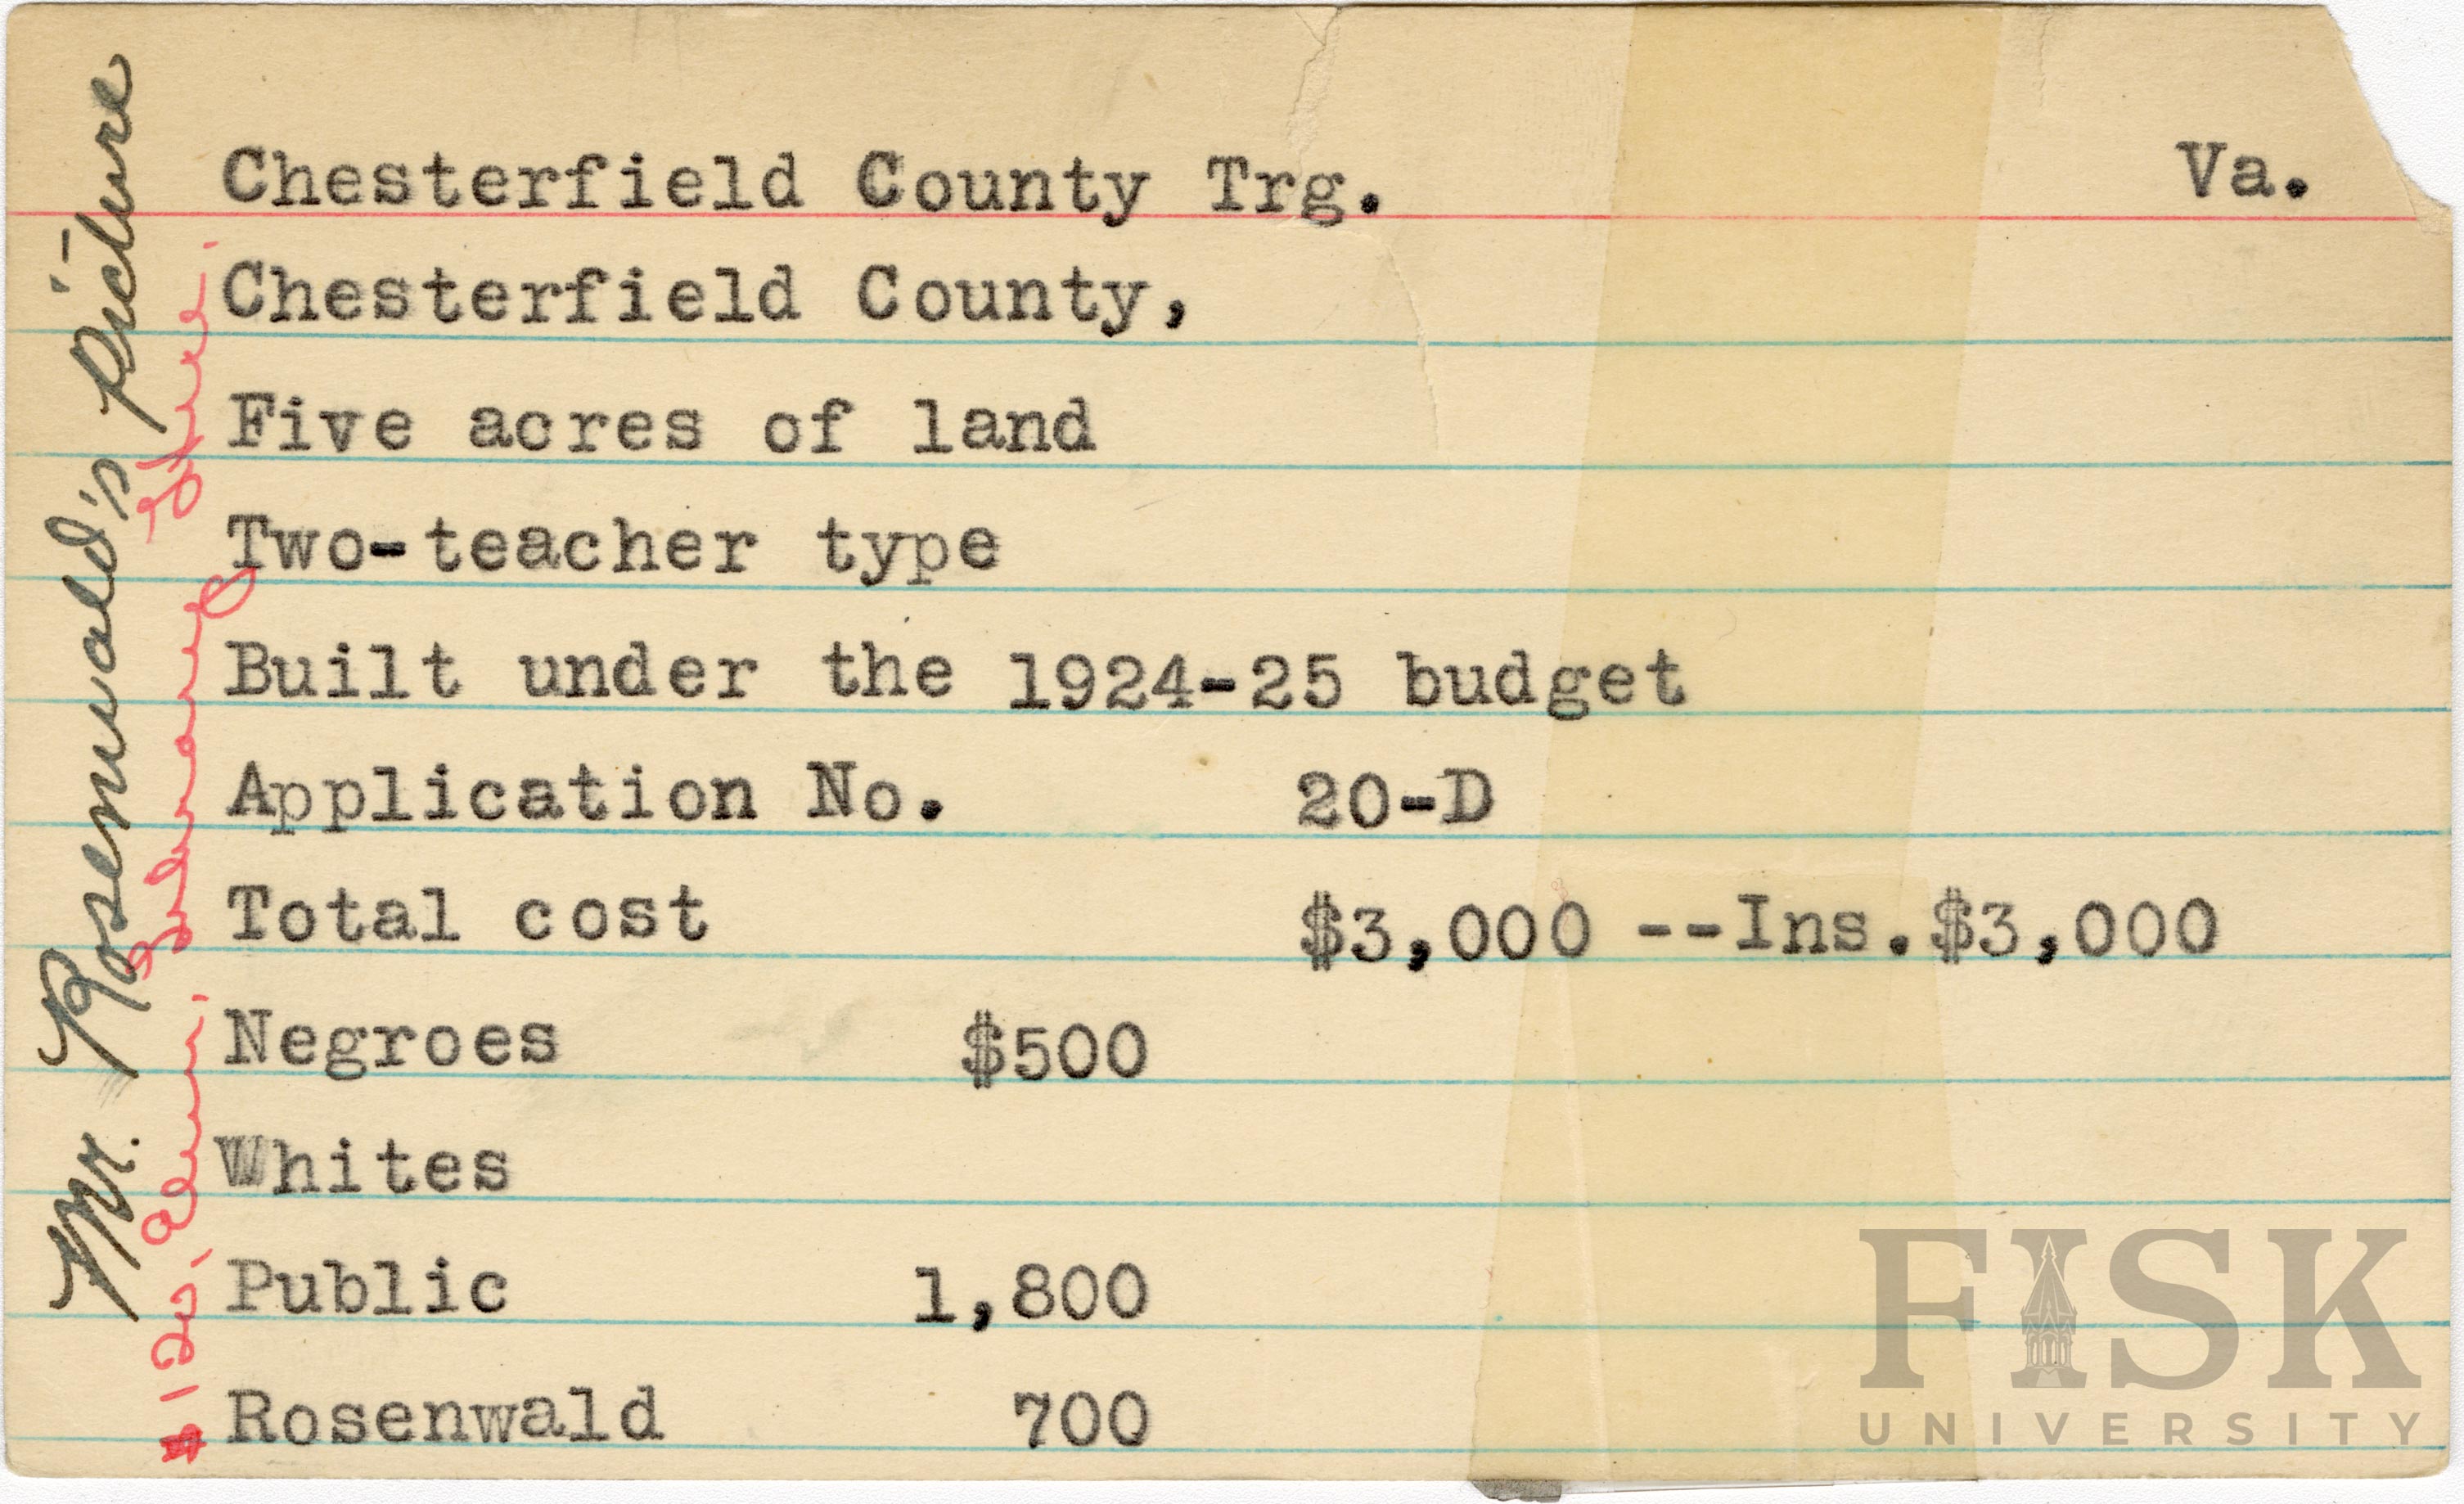 Chesterfield County Trg. Va.
Chesterfield County,
Five acres of land
Two-teacher type
Built under the 1924-25 budget
Application No. 20-D
Total cost $3,000 --Ins.$3,000
Negroes $500
Whites
Public 1,800
Rosenwald 700
Mr. Rosenwald's Picture
$120.
FISK
UNIVERSITY